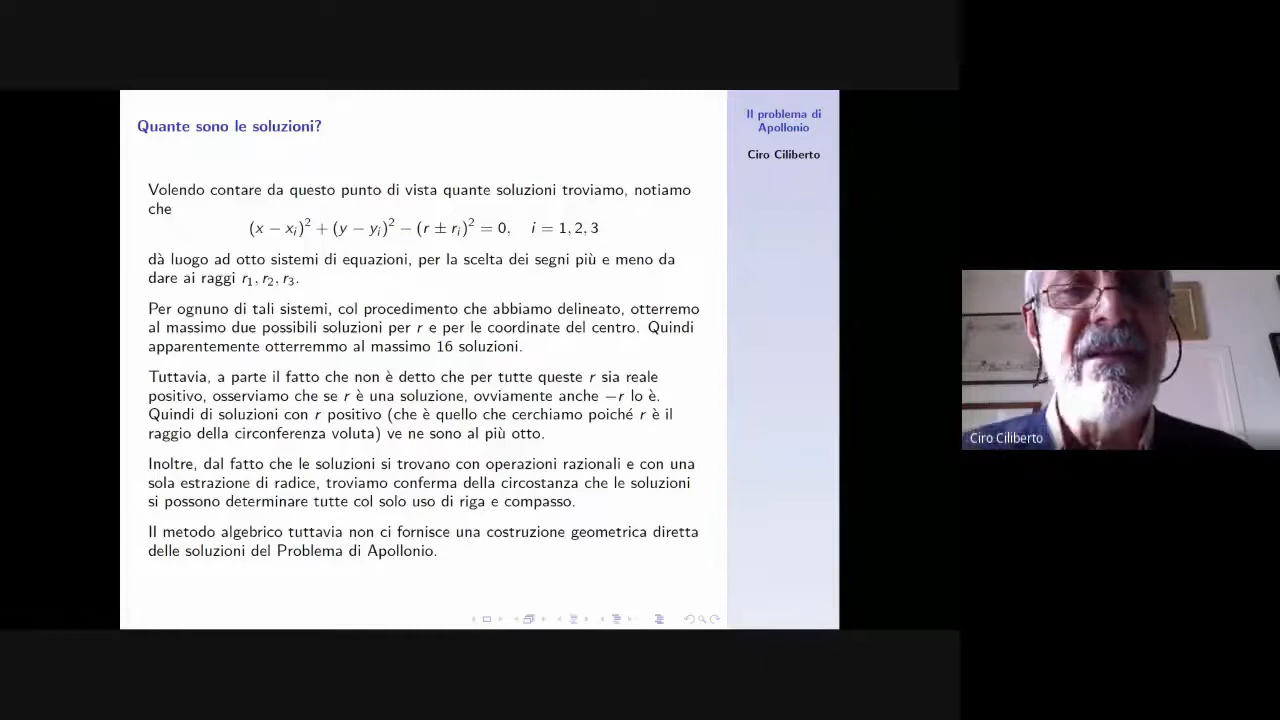 Quante sono le soluzioni?
Il problema di
Apollonio
Ciro Ciliberto
Volendo contare da questo punto di vista quante soluzioni troviamo, notiamo
che
(x − xᵢ)² + (y − yᵢ)² − (r ± rᵢ)² = 0, i = 1, 2, 3
dà luogo ad otto sistemi di equazioni, per la scelta dei segni più e meno da
dare ai raggi r₁, r₂, r₃.
Per ognuno di tali sistemi, col procedimento che abbiamo delineato, otterremo
al massimo due possibili soluzioni per r e per le coordinate del centro. Quindi
apparentemente otterremmo al massimo 16 soluzioni.
Tuttavia, a parte il fatto che non è detto che per tutte queste r sia reale
positivo, osserviamo che se r è una soluzione, ovviamente anche −r lo è.
Quindi di soluzioni con r positivo (che è quello che cerchiamo poiché r è il
raggio della circonferenza voluta) ve ne sono al più otto.
Inoltre, dal fatto che le soluzioni si trovano con operazioni razionali e con una
sola estrazione di radice, troviamo conferma della circostanza che le soluzioni
si possono determinare tutte col solo uso di riga e compasso.
Il metodo algebrico tuttavia non ci fornisce una costruzione geometrica diretta
delle soluzioni del Problema di Apollonio.
Ciro Ciliberto